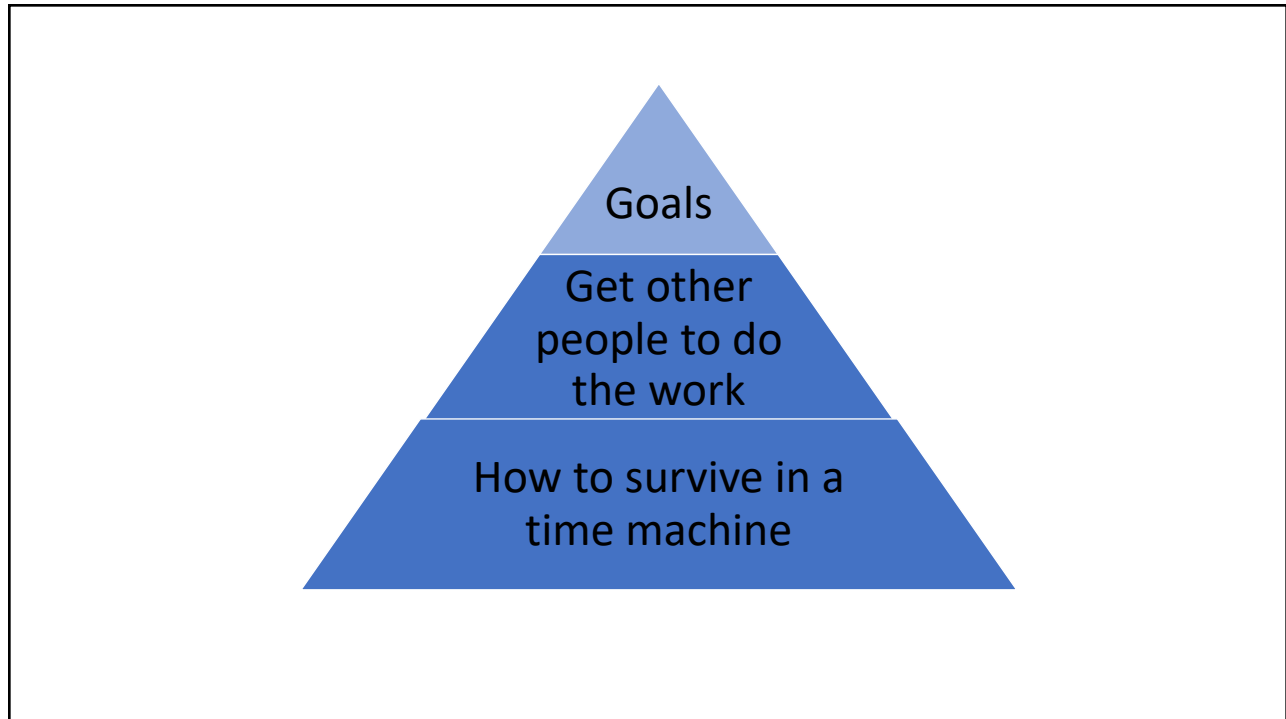 Goals
Get other
people to do
the work
How to survive in a
time machine